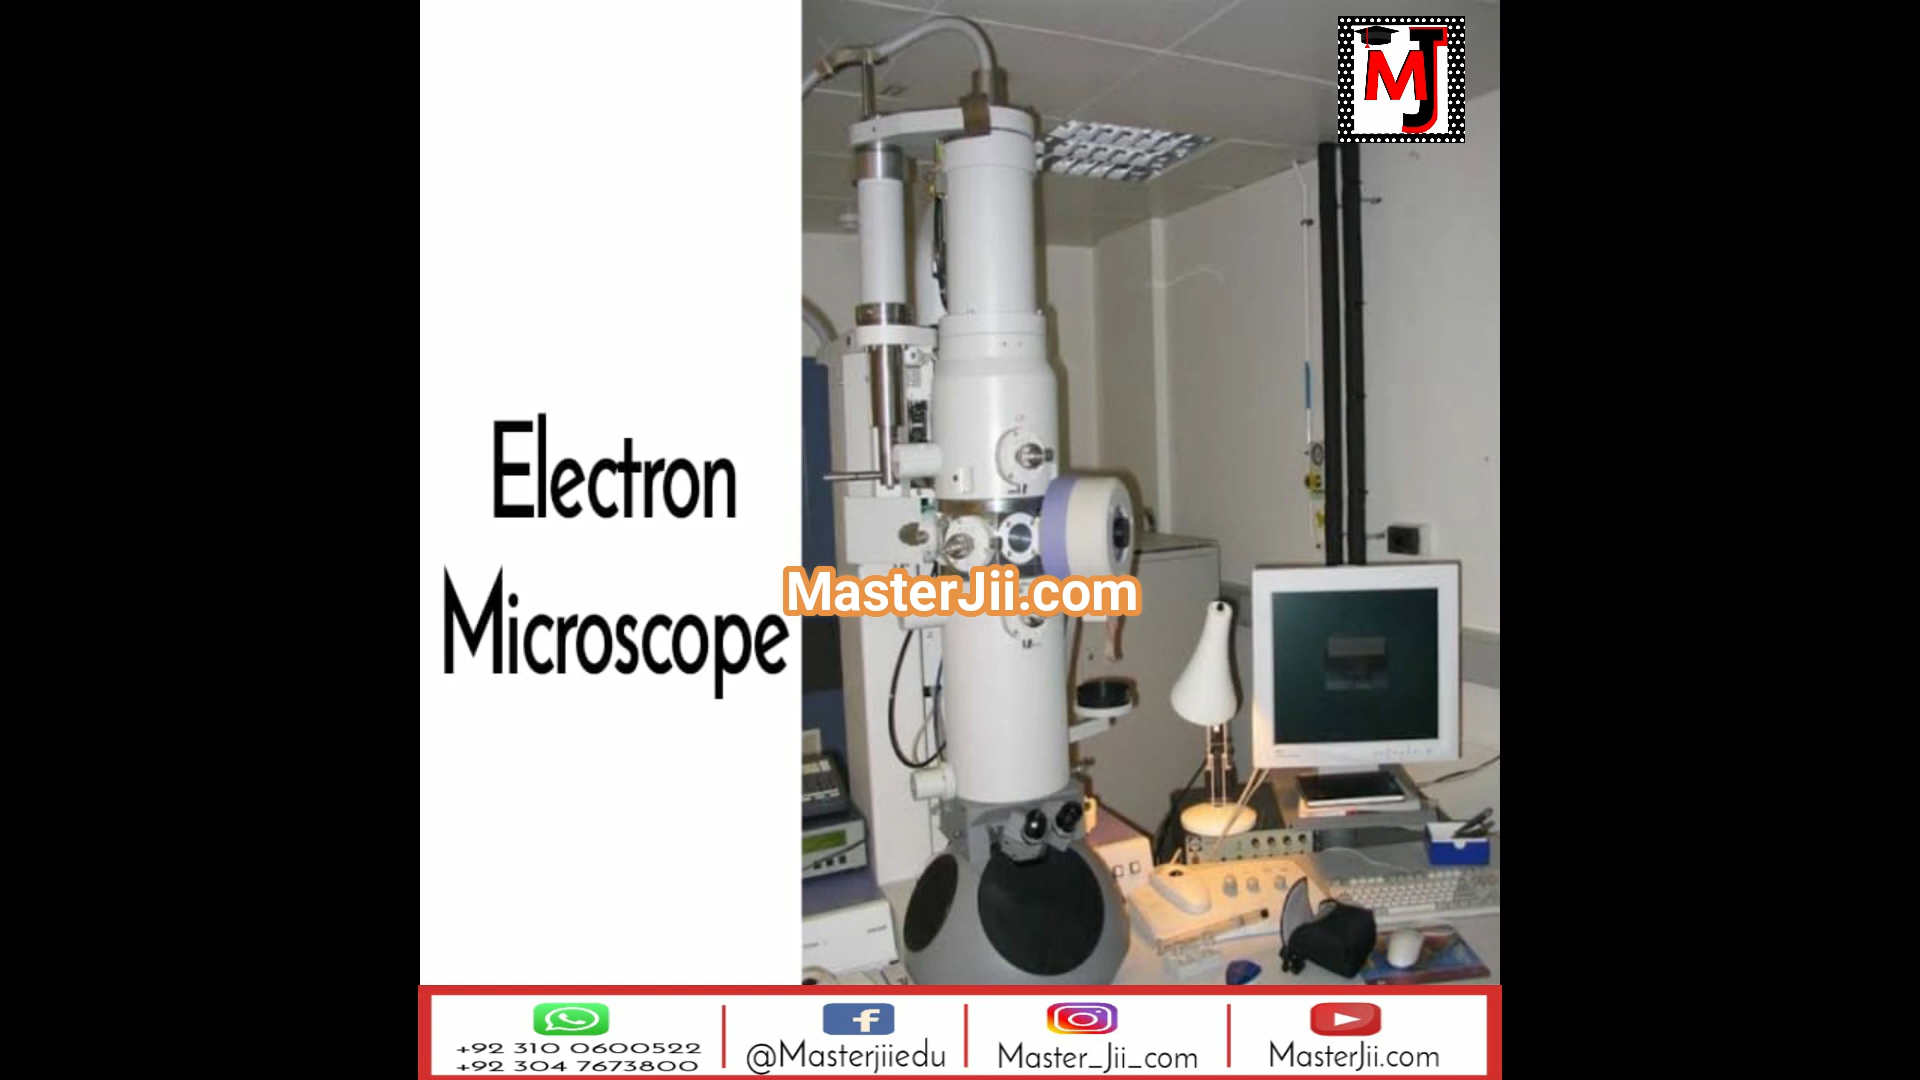 MJ
Electron
Microscope
MasterJii.com
+92 310 0600522
+92 304 7673800
@Masterjiiedu
Master_Jii_com
MasterJii.com